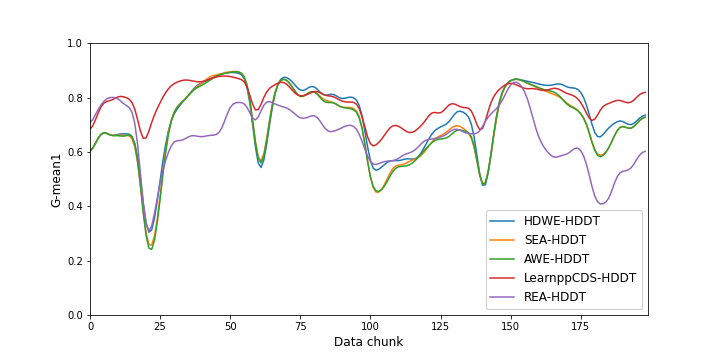 1.0
0.8
0.6
0.4
0.2
0.0
G-mean1
0 25 50 75 100 125 150 175
Data chunk
HDWE-HDDT
SEA-HDDT
AWE-HDDT
LearnppCDS-HDDT
REA-HDDT